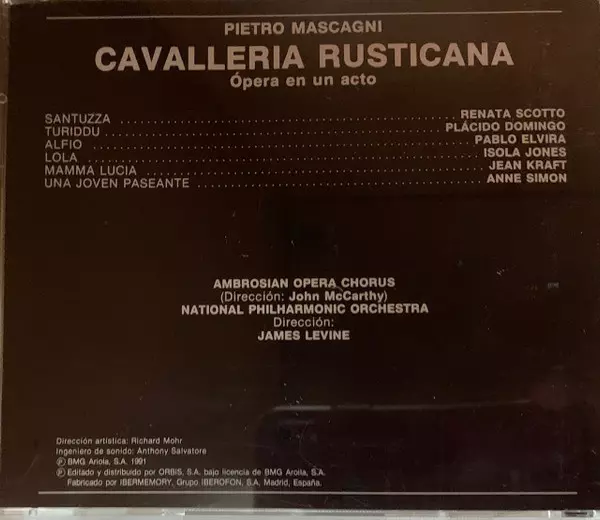 PIETRO MASCAGNI
CAVALLERIA RUSTICANA
Ópera en un acto
SANTUZZA RENATA SCOTTO
TURIDDU PLÁCIDO DOMINGO
ALFIO PABLO ELVIRA
LOLA ISOLA JONES
MAMMA LUCIA JEAN KRAFT
UNA JOVEN PASEANTE ANNE SIMON
AMBROSIAN OPERA CHORUS
(Dirección: John McCarthy)
NATIONAL PHILHARMONIC ORCHESTRA
Dirección:
JAMES LEVINE
Dirección artística: Richard Mohr
Ingeniero de sonido: Anthony Salvatore
Ⓟ BMG Ariola, S.A. 1991
Ⓟ Editado y distribuido por ORBIS, S.A. bajo licencia de BMG Arolla, S.A.
Fabricado por IBERMEMORY, Grupo IBEROFON, S.A. Madrid, España.